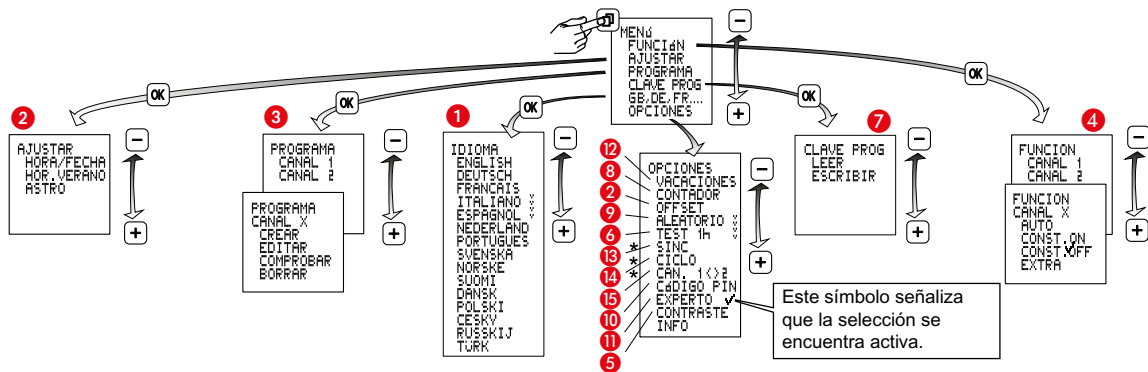 MENú
FUNCIóN
AJUSTAR
PROGRAMA
CLAVE PROG
GB,DE,FR....
OPCIONES
−
+
OK
OK
OK
OK
OK
2
AJUSTAR
HORA/FECHA
HOR.VERANO
ASTRO
−
+
3
PROGRAMA
CANAL 1
CANAL 2
PROGRAMA
CANAL X
CREAR
EDITAR
COMPROBAR
BORRAR
−
+
1
IDIOMA
ENGLISH
DEUTSCH
FRANCAIS
ITALIANO
ESPAGNOL
NEDERLAND
PORTUGUES
SVENSKA
NORSKE
SUOMI
DANSK
POLSKI
CESKY
RUSSKIJ
TURK
−
+
OPCIONES
12 VACACIONES
8 CONTADOR
2 OFFSET
9 ALEATORIO
6 TEST 1h
13 * SINC
14 * CICLO
15 * CAN. 1<>2
10 CóDIGO PIN
11 EXPERTO ✓
5 CONTRASTE
INFO
−
+
Este símbolo señaliza
que la selección se
encuentra activa.
7
CLAVE PROG
LEER
ESCRIBIR
−
+
4
FUNCION
CANAL 1
CANAL 2
FUNCION
CANAL X
AUTO
CONST.ON
CONST.OFF
EXTRA
−
+